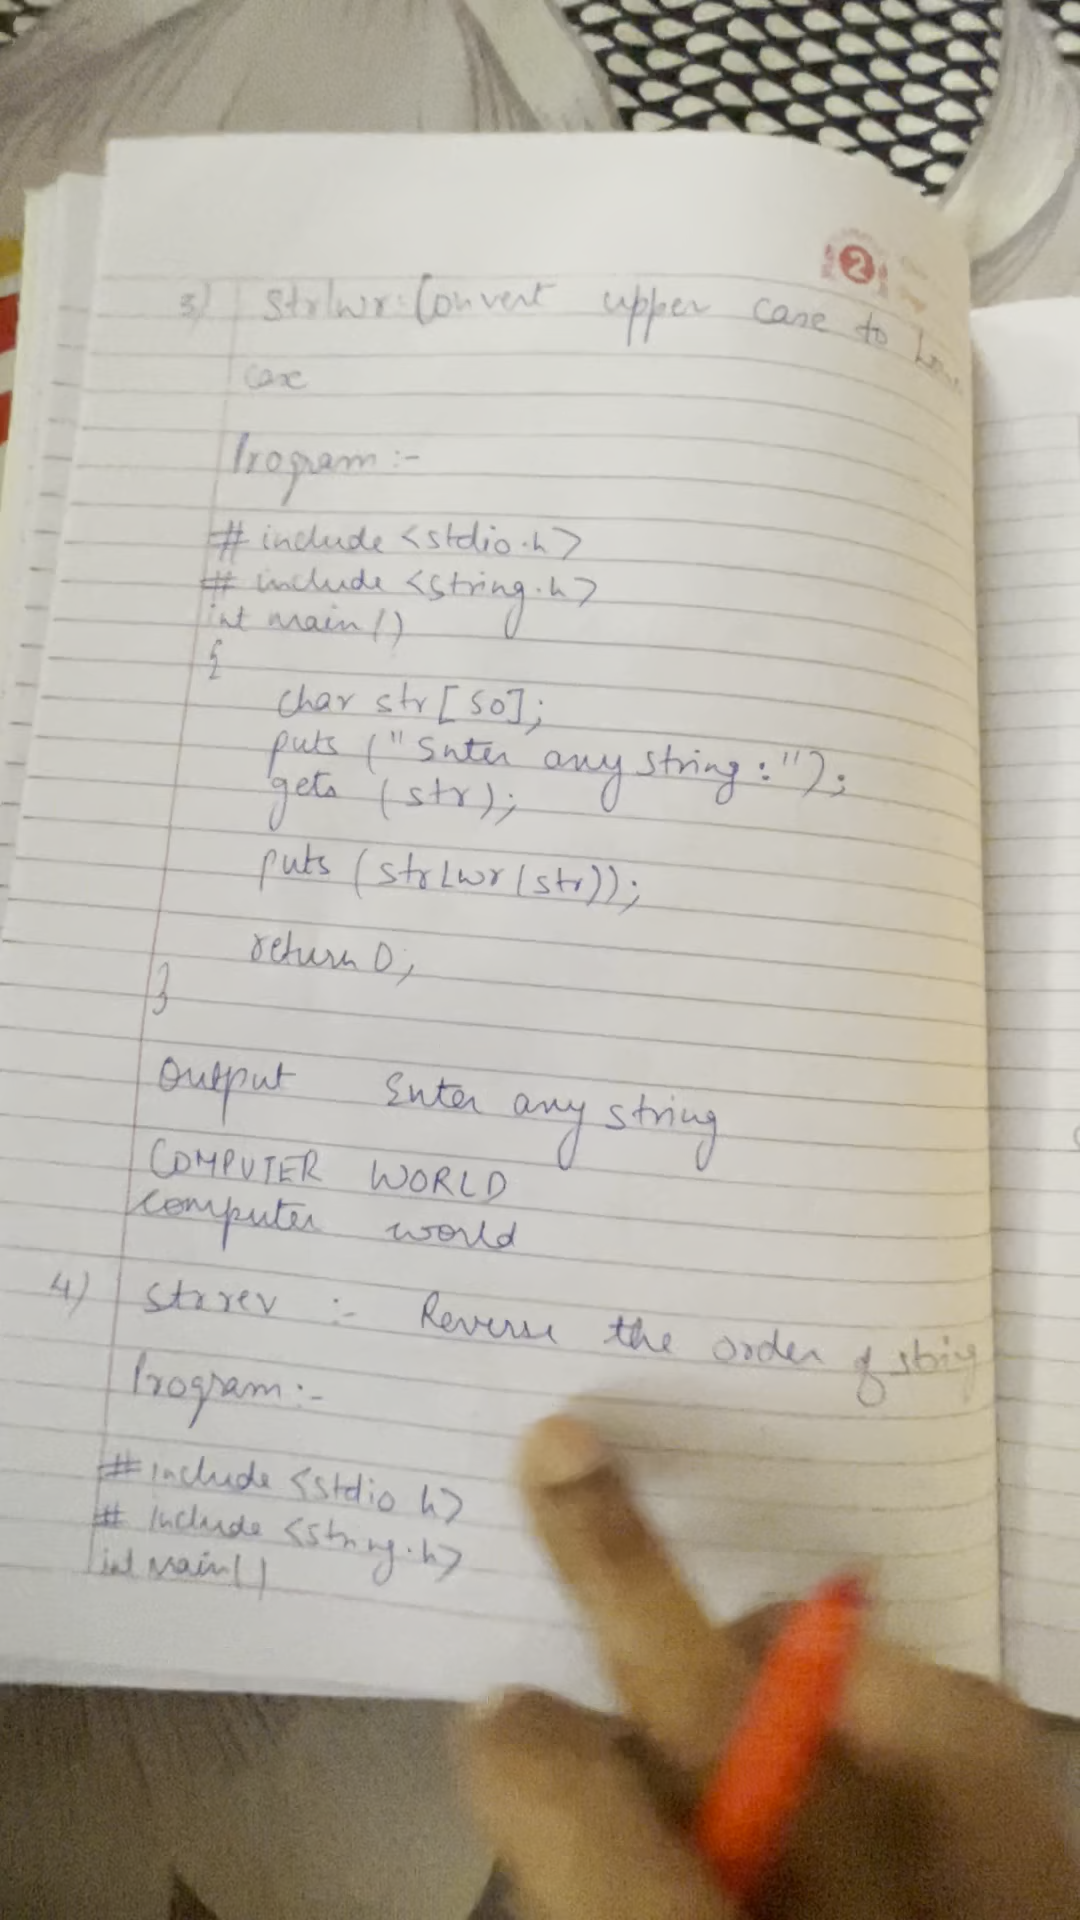 2
3) Strlwr:- Convert upper case to
case
Program :-
# include <stdio.h>
# include <string.h>
int main()
{
char str[50];
puts ("Enter any string:");
gets (str);
puts (strLwr(str));
return 0;
}
Output Enter any string
COMPUTER WORLD
computer world
4) strrev :- Reverse the order of string
Program:-
# include <stdio h>
# include <string.h>
int main()